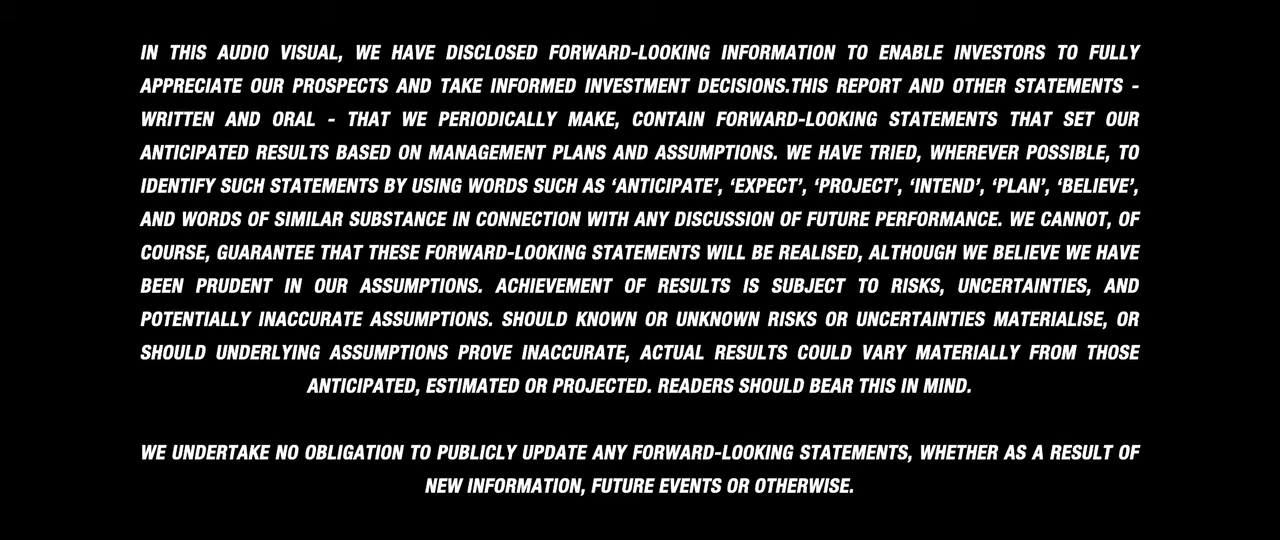 IN THIS AUDIO VISUAL, WE HAVE DISCLOSED FORWARD-LOOKING INFORMATION TO ENABLE INVESTORS TO FULLY
APPRECIATE OUR PROSPECTS AND TAKE INFORMED INVESTMENT DECISIONS.THIS REPORT AND OTHER STATEMENTS -
WRITTEN AND ORAL - THAT WE PERIODICALLY MAKE, CONTAIN FORWARD-LOOKING STATEMENTS THAT SET OUR
ANTICIPATED RESULTS BASED ON MANAGEMENT PLANS AND ASSUMPTIONS. WE HAVE TRIED, WHEREVER POSSIBLE, TO
IDENTIFY SUCH STATEMENTS BY USING WORDS SUCH AS ‘ANTICIPATE’, ‘EXPECT’, ‘PROJECT’, ‘INTEND’, ‘PLAN’, ‘BELIEVE’,
AND WORDS OF SIMILAR SUBSTANCE IN CONNECTION WITH ANY DISCUSSION OF FUTURE PERFORMANCE. WE CANNOT, OF
COURSE, GUARANTEE THAT THESE FORWARD-LOOKING STATEMENTS WILL BE REALISED, ALTHOUGH WE BELIEVE WE HAVE
BEEN PRUDENT IN OUR ASSUMPTIONS. ACHIEVEMENT OF RESULTS IS SUBJECT TO RISKS, UNCERTAINTIES, AND
POTENTIALLY INACCURATE ASSUMPTIONS. SHOULD KNOWN OR UNKNOWN RISKS OR UNCERTAINTIES MATERIALISE, OR
SHOULD UNDERLYING ASSUMPTIONS PROVE INACCURATE, ACTUAL RESULTS COULD VARY MATERIALLY FROM THOSE
ANTICIPATED, ESTIMATED OR PROJECTED. READERS SHOULD BEAR THIS IN MIND.
WE UNDERTAKE NO OBLIGATION TO PUBLICLY UPDATE ANY FORWARD-LOOKING STATEMENTS, WHETHER AS A RESULT OF
NEW INFORMATION, FUTURE EVENTS OR OTHERWISE.